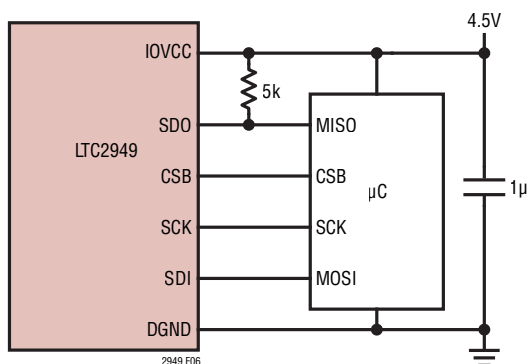 4.5V
IOVCC
5k
SDO
MISO
LTC2949
CSB
CSB
µC
1µ
SCK
SCK
SDI
MOSI
DGND
2949 F06